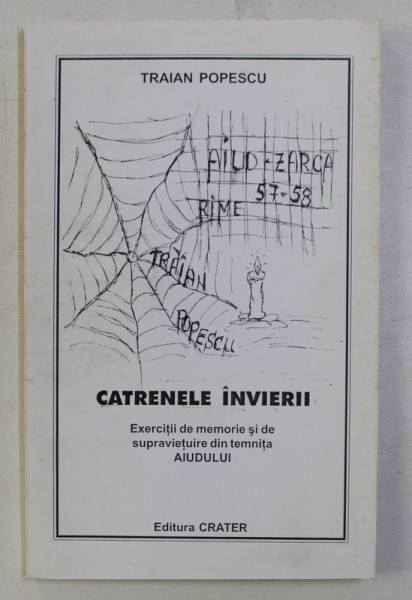 TRAIAN POPESCU
AIUD-ZARCA
57-58
RIME
TRAIAN
POPESCU
CATRENELE ÎNVIERII
Exerciții de memorie și de
supraviețuire din temnița
AIUDULUI
Editura CRATER